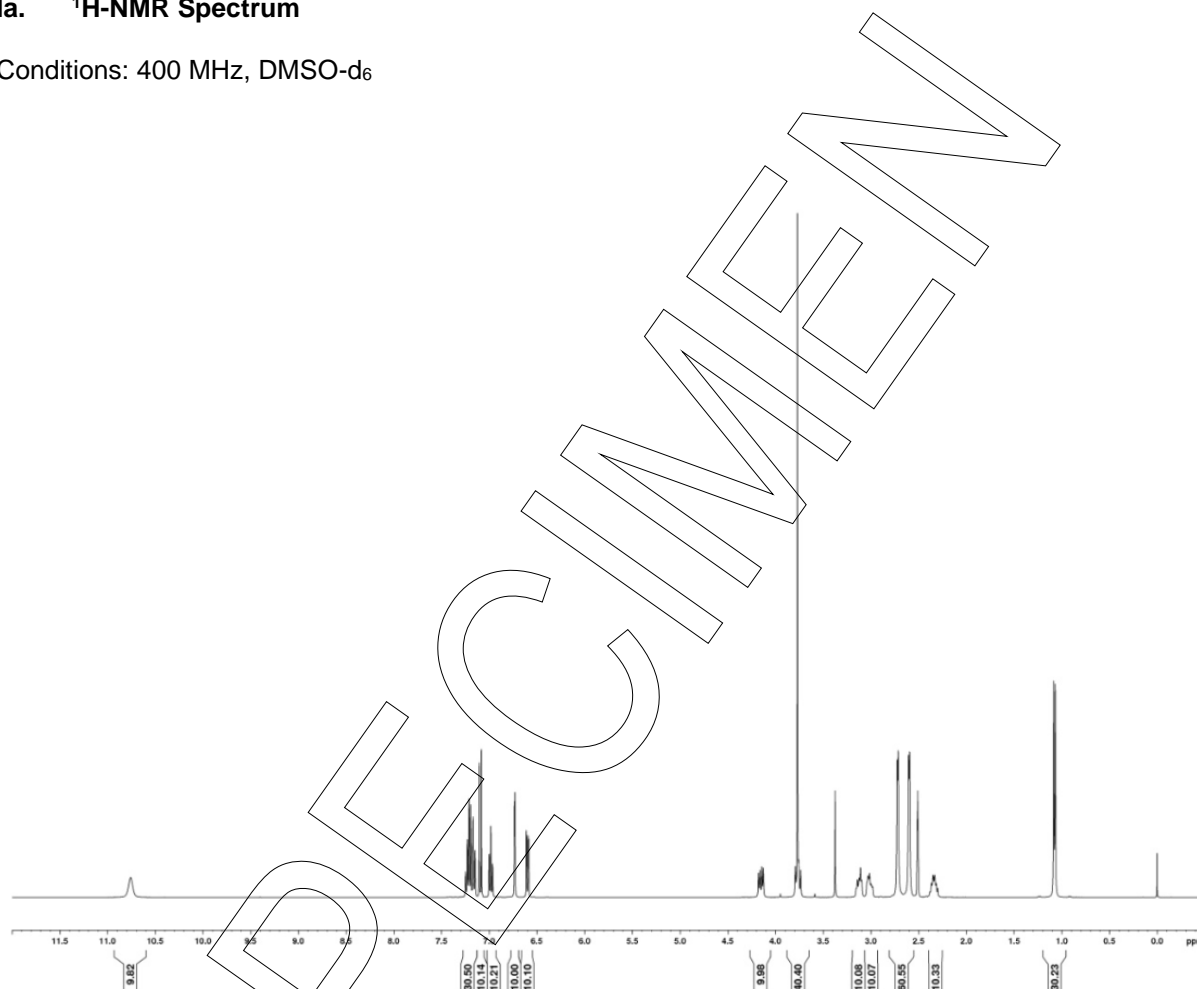 Ia. ¹H-NMR Spectrum
Conditions: 400 MHz, DMSO-d₆
SPECIMEN
11.5 11.0 10.5 10.0 9.5 9.0 8.5 8.0 7.5 7.0 6.5 6.0 5.5 5.0 4.5 4.0 3.5 3.0 2.5 2.0 1.5 1.0 0.5 0.0 ppm
9.82 30.50 10.14 10.21 10.00 10.10 9.98 40.40 10.08 10.07 10.33 30.23